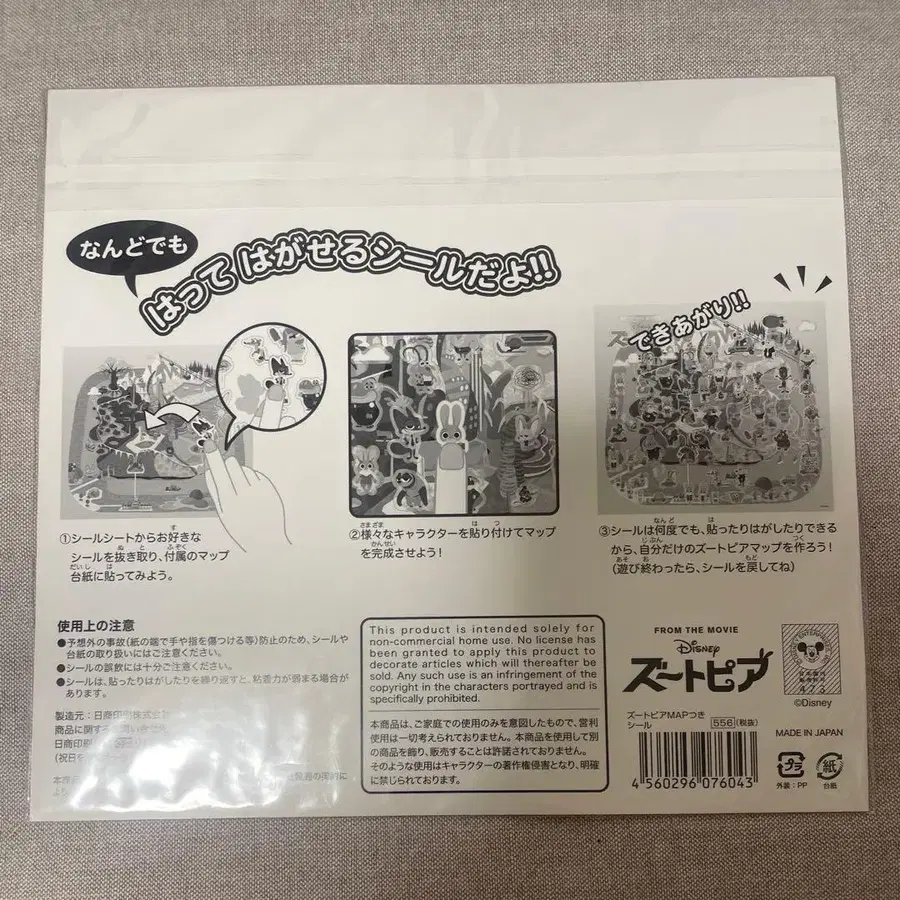 なんどでも
はって はがせるシールだよ!!
できあがり!!
①シールシートからお好きな
シールを抜き取り、付属のマップ
台紙に貼ってみよう。
②様々なキャラクターを貼り付けてマップ
を完成させよう!
③シールは何度でも、貼ったりはがしたりできる
から、自分だけのズートピアマップを作ろう!
(遊び終わったら、シールを戻してね)
使用上の注意
●予想外の事故(紙の端で手や指を傷つける等)防止のため、シールや
台紙の取り扱いにはご注意ください。
●シールの誤飲には十分ご注意ください。
●シールは、貼ったりはがしたりを繰り返すと、粘着力が弱まる場合が
あります。
製造元:日商印刷株式会社
商品に関する
日商印刷
(祝日を
本商
This product is intended solely for
non-commercial home use. No license has
been granted to apply this product to
decorate articles which will thereafter be
sold. Any such use is an infringement of the
copyright in the characters portrayed and is
specifically prohibited.
本商品は、ご家庭での使用のみを意図したもので、営利
使用は一切考えられておりません。本商品を使用して別
の商品を飾り、販売することは許諾されておりません。
そのような使用はキャラクターの著作権侵害となり、明確
に禁じられております。
FROM THE MOVIE
Disney
ズートピア
473
©Disney
ズートピアMAPつき
シール
556 (税抜)
MADE IN JAPAN
4 560296 076043
プラ
外装:PP
紙
台紙